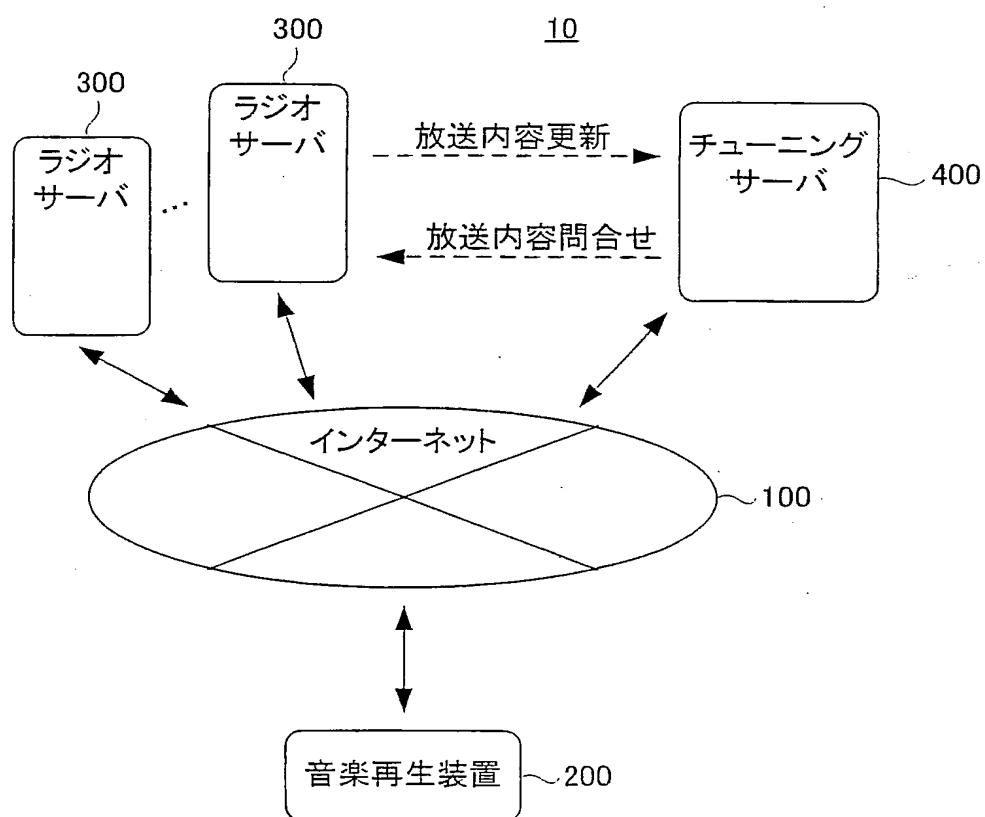 10
300
300
ラジオ
サーバ
ラジオ
サーバ
...
放送内容更新
放送内容問合せ
チューニング
サーバ
400
インターネット
100
音楽再生装置
200